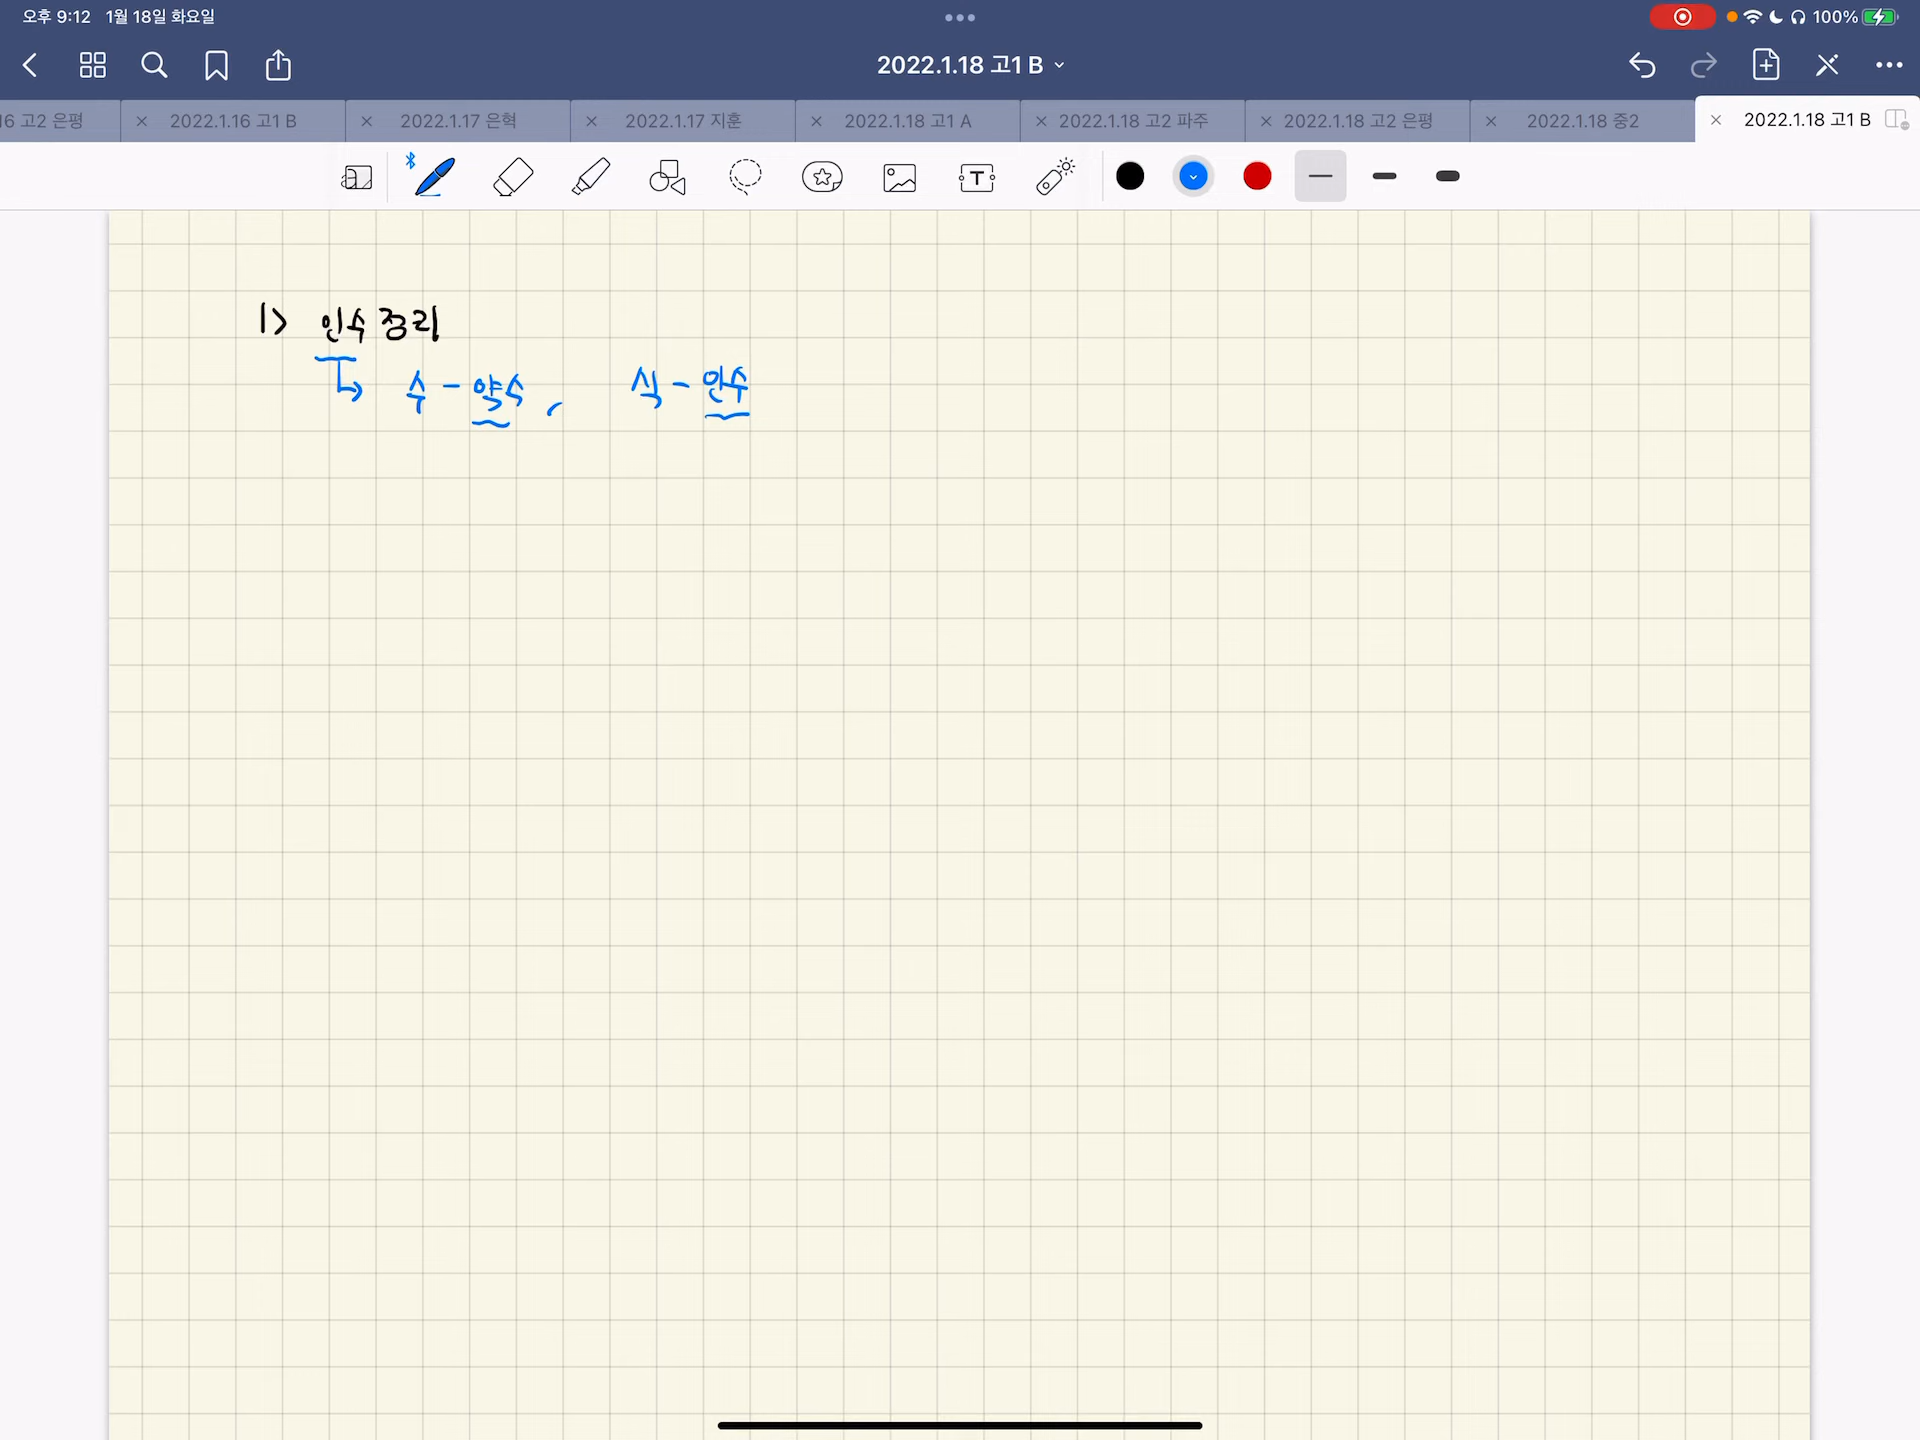 오후 9:12 1월 18일 화요일 100%
2022.1.18 고1 B
16 고2 은평 2022.1.16 고1 B 2022.1.17 은혁 2022.1.17 지훈 2022.1.18 고1 A 2022.1.18 고2 파주 2022.1.18 고2 은평 2022.1.18 중2 2022.1.18 고1 B
1> 인수 정리
↳ 수 - 약수, 식 - 인수